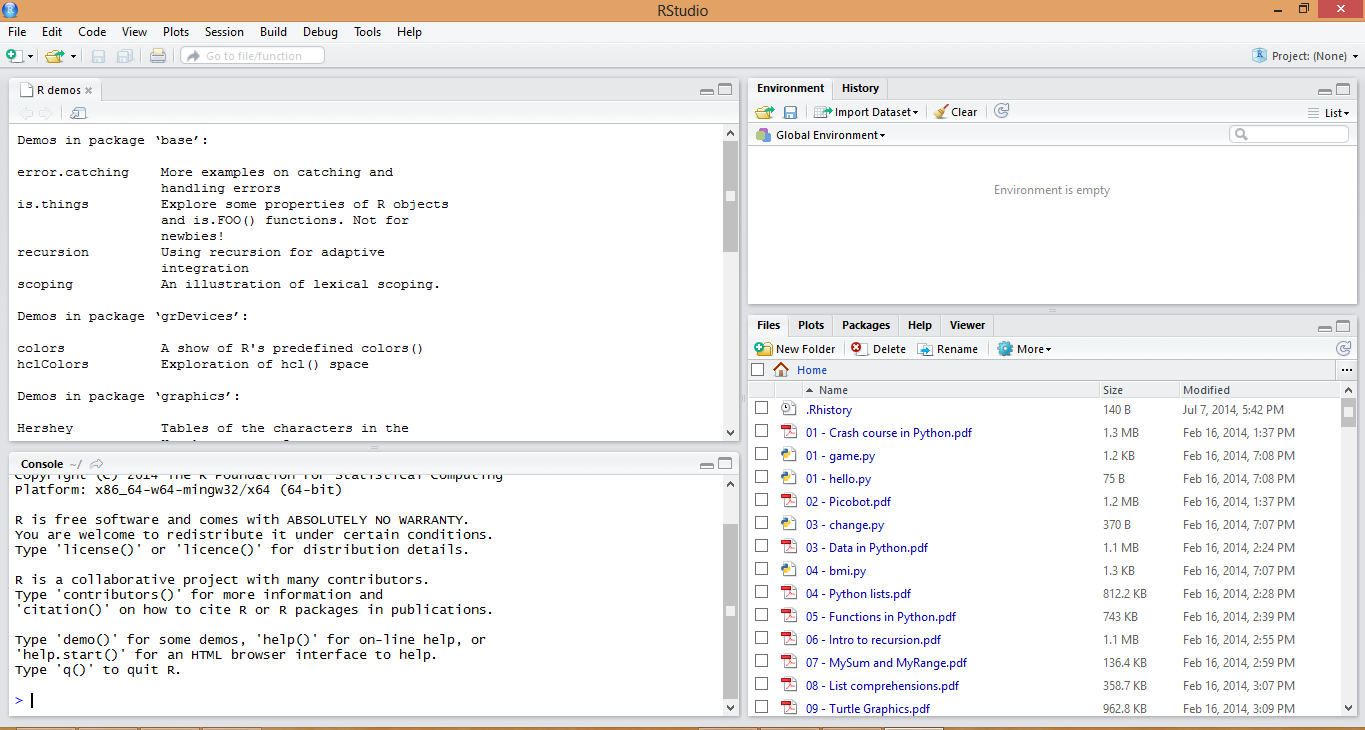 RStudio
File Edit Code View Plots Session Build Debug Tools Help
Go to file/function
Project: (None)
R demos
Demos in package ‘base’:
error.catching More examples on catching and
handling errors
is.things Explore some properties of R objects
and is.FOO() functions. Not for
newbies!
recursion Using recursion for adaptive
integration
scoping An illustration of lexical scoping.
Demos in package ‘grDevices’:
colors A show of R's predefined colors()
hclColors Exploration of hcl() space
Demos in package ‘graphics’:
Hershey Tables of the characters in the
Console ~/
Copyright (C) 2014 The R Foundation for Statistical Computing
Platform: x86_64-w64-mingw32/x64 (64-bit)
R is free software and comes with ABSOLUTELY NO WARRANTY.
You are welcome to redistribute it under certain conditions.
Type 'license()' or 'licence()' for distribution details.
R is a collaborative project with many contributors.
Type 'contributors()' for more information and
'citation()' on how to cite R or R packages in publications.
Type 'demo()' for some demos, 'help()' for on-line help, or
'help.start()' for an HTML browser interface to help.
Type 'q()' to quit R.
>
Environment History
Import Dataset Clear List
Global Environment
Environment is empty
Files Plots Packages Help Viewer
New Folder Delete Rename More
Home ...
Name Size Modified
.Rhistory 140 B Jul 7, 2014, 5:42 PM
01 - Crash course in Python.pdf 1.3 MB Feb 16, 2014, 1:37 PM
01 - game.py 1.2 KB Feb 16, 2014, 7:08 PM
01 - hello.py 75 B Feb 16, 2014, 7:08 PM
02 - Picobot.pdf 1.2 MB Feb 16, 2014, 1:37 PM
03 - change.py 370 B Feb 16, 2014, 7:07 PM
03 - Data in Python.pdf 1.1 MB Feb 16, 2014, 2:24 PM
04 - bmi.py 1.3 KB Feb 16, 2014, 7:07 PM
04 - Python lists.pdf 812.2 KB Feb 16, 2014, 2:28 PM
05 - Functions in Python.pdf 743 KB Feb 16, 2014, 2:39 PM
06 - Intro to recursion.pdf 1.1 MB Feb 16, 2014, 2:55 PM
07 - MySum and MyRange.pdf 136.4 KB Feb 16, 2014, 2:59 PM
08 - List comprehensions.pdf 358.7 KB Feb 16, 2014, 3:07 PM
09 - Turtle Graphics.pdf 962.8 KB Feb 16, 2014, 3:09 PM